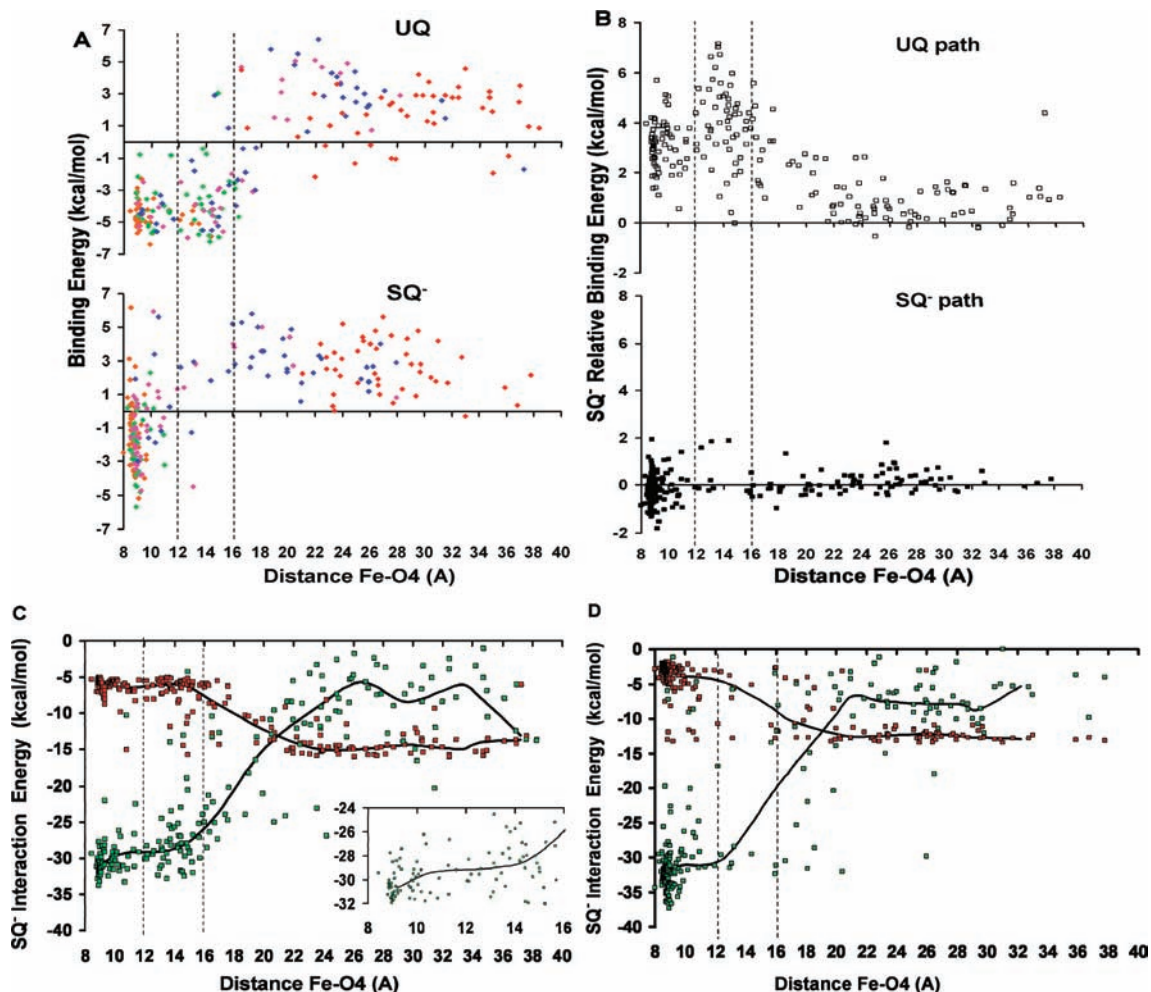 A
UQ
7
5
3
1
-1
-3
-5
-7
SQ-
7
5
3
1
-1
-3
-5
-7
Binding Energy (kcal/mol)
8 10 12 14 16 18 20 22 24 26 28 30 32 34 36 38 40
Distance Fe-O4 (A)
B
UQ path
8
6
4
2
0
-2
SQ- path
8
6
4
2
0
-2
SQ- Relative Binding Energy (kcal/mol)
8 10 12 14 16 18 20 22 24 26 28 30 32 34 36 38 40
Distance Fe-O4 (A)
C
0
-5
-10
-15
-20
-25
-30
-35
-40
SQ- Interaction Energy (kcal/mol)
-24
-26
-28
-30
-32
8 10 12 14 16
8 10 12 14 16 18 20 22 24 26 28 30 32 34 36 38 40
Distance Fe-O4 (A)
D
0
-5
-10
-15
-20
-25
-30
-35
-40
SQ- Interaction Energy (kcal/mol)
8 10 12 14 16 18 20 22 24 26 28 30 32 34 36 38 40
Distance Fe-O4 (A)